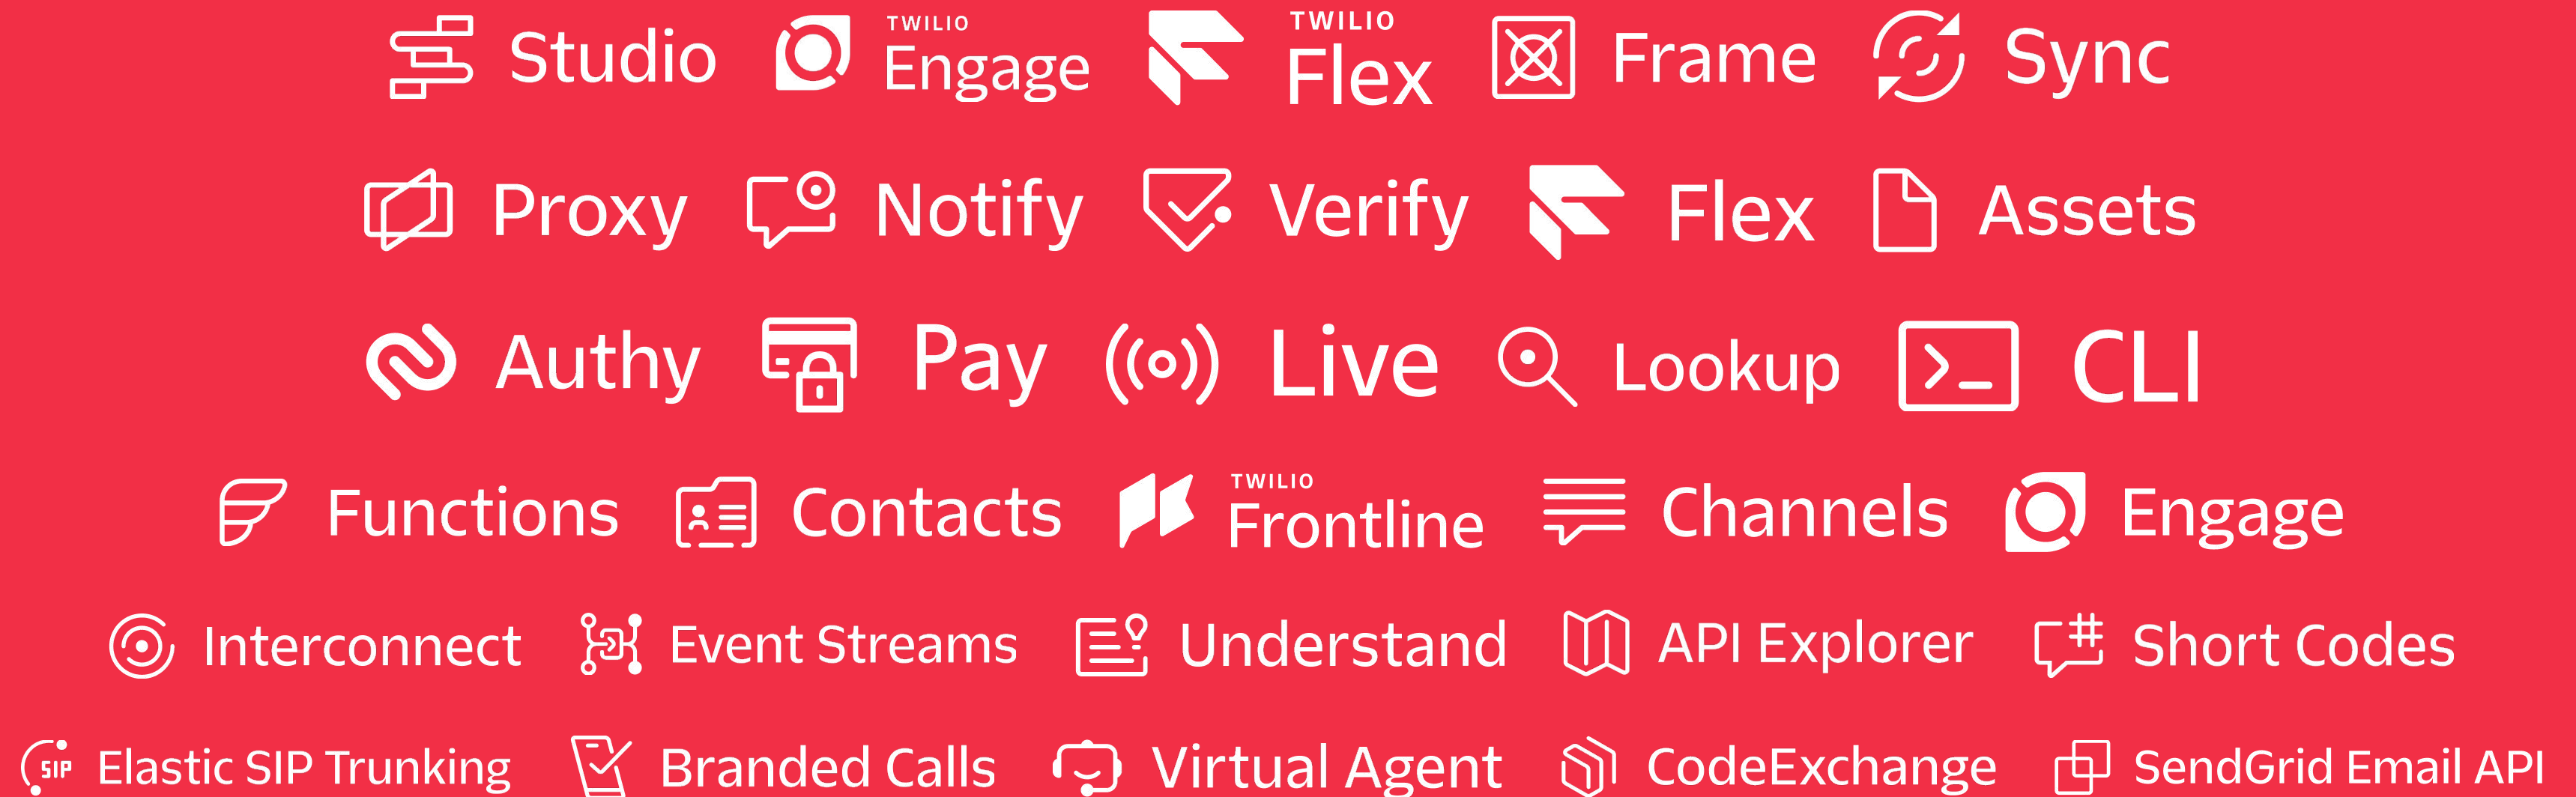 Studio TWILIO Engage TWILIO Flex Frame Sync
Proxy Notify Verify Flex Assets
Authy Pay Live Lookup CLI
Functions Contacts TWILIO Frontline Channels Engage
Interconnect Event Streams Understand API Explorer Short Codes
SIP Elastic SIP Trunking Branded Calls Virtual Agent CodeExchange SendGrid Email API